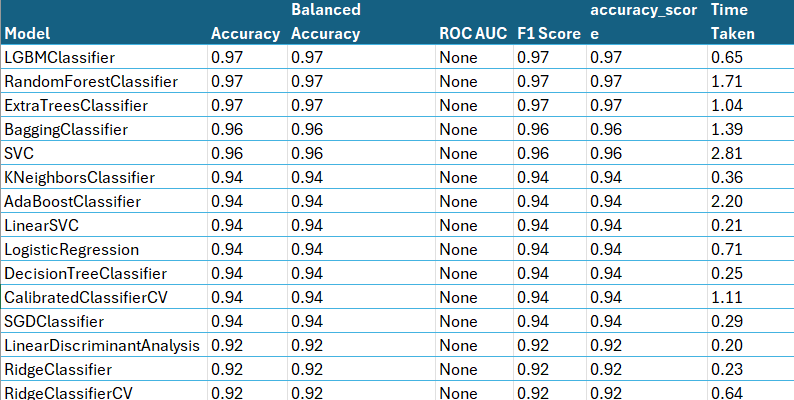 Model Accuracy Balanced Accuracy ROC AUC F1 Score accuracy_score Time Taken
LGBMClassifier 0.97 0.97 None 0.97 0.97 0.65
RandomForestClassifier 0.97 0.97 None 0.97 0.97 1.71
ExtraTreesClassifier 0.97 0.97 None 0.97 0.97 1.04
BaggingClassifier 0.96 0.96 None 0.96 0.96 1.39
SVC 0.96 0.96 None 0.96 0.96 2.81
KNeighborsClassifier 0.94 0.94 None 0.94 0.94 0.36
AdaBoostClassifier 0.94 0.94 None 0.94 0.94 2.20
LinearSVC 0.94 0.94 None 0.94 0.94 0.21
LogisticRegression 0.94 0.94 None 0.94 0.94 0.71
DecisionTreeClassifier 0.94 0.94 None 0.94 0.94 0.25
CalibratedClassifierCV 0.94 0.94 None 0.94 0.94 1.11
SGDClassifier 0.94 0.94 None 0.94 0.94 0.29
LinearDiscriminantAnalysis 0.92 0.92 None 0.92 0.92 0.20
RidgeClassifier 0.92 0.92 None 0.92 0.92 0.23
RidgeClassifierCV 0.92 0.92 None 0.92 0.92 0.64